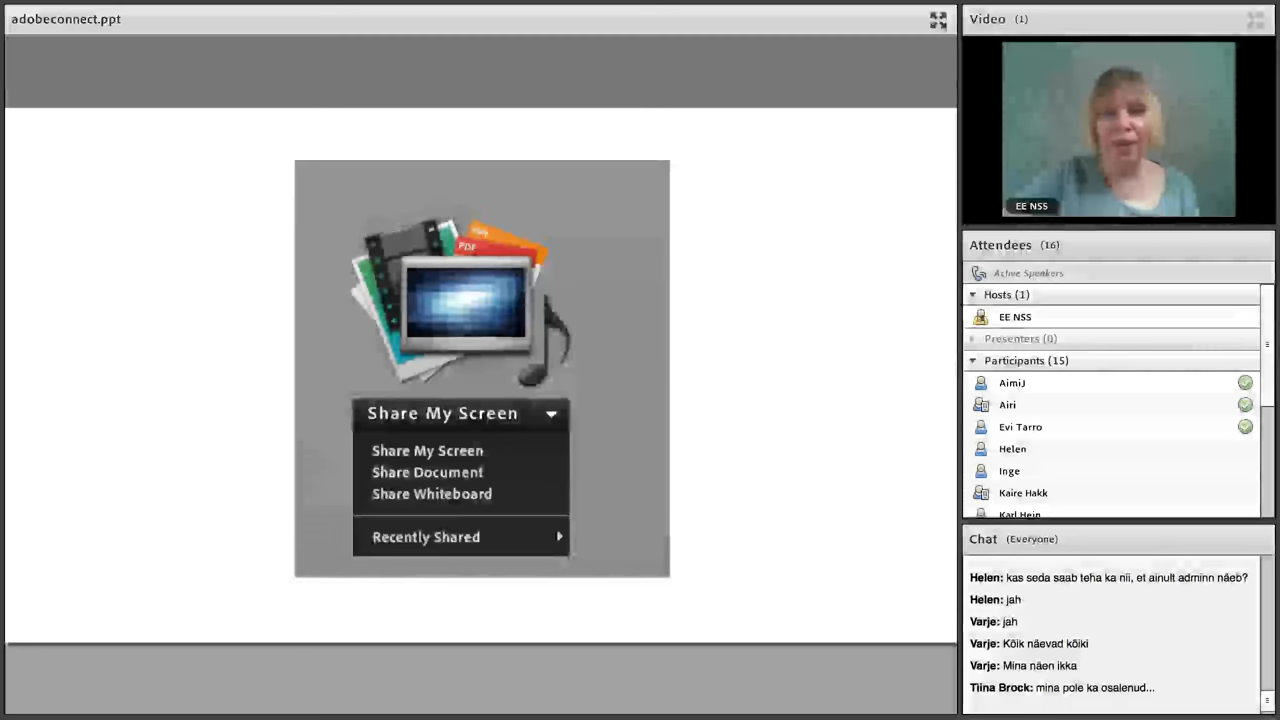 adobeconnect.ppt
PDF
Share My Screen
Share My Screen
Share Document
Share Whiteboard
Recently Shared
Video (1)
EE NSS
Attendees (16)
Active Speakers
Hosts (1)
EE NSS
Presenters (0)
Participants (15)
AimiJ
Airi
Evi Tarro
Helen
Inge
Kaire Hakk
Karl Hein
Chat (Everyone)
Helen: kas seda saab teha ka nii, et ainult adminn näeb?
Helen: jah
Varje: jah
Varje: Kõik näevad kõiki
Varje: Mina näen ikka
Tiina Brock: mina pole ka osalenud...